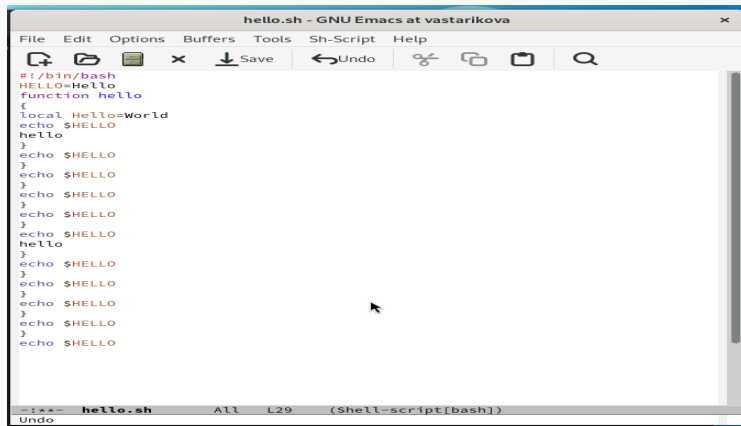 hello.sh - GNU Emacs at vastarikova
File Edit Options Buffers Tools Sh-Script Help
Save Undo
#!/bin/bash
HELLO=Hello
function hello
{
local Hello=World
echo $HELLO
hello
}
echo $HELLO
}
echo $HELLO
}
echo $HELLO
}
echo $HELLO
}
echo $HELLO
hello
}
echo $HELLO
}
echo $HELLO
}
echo $HELLO
}
echo $HELLO
}
echo $HELLO
-:**- hello.sh All L29 (Shell-script[bash])
Undo